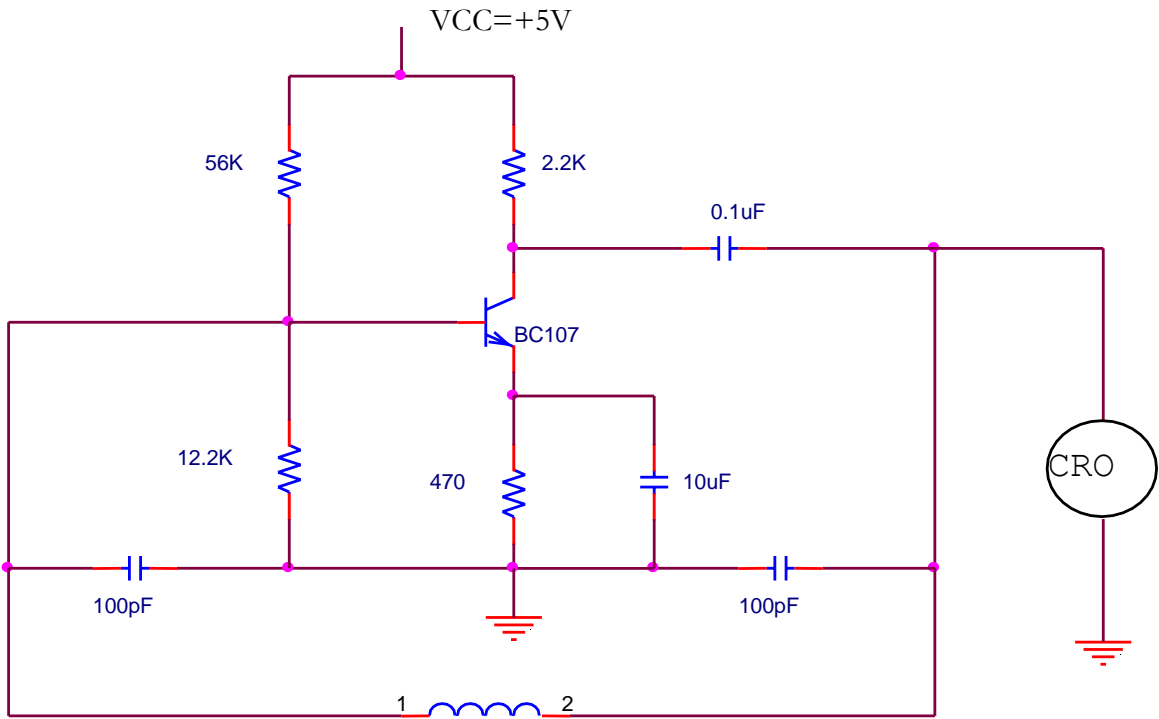 VCC=+5V
56K
2.2K
0.1uF
BC107
12.2K
470
10uF
CRO
100pF
100pF
1
2